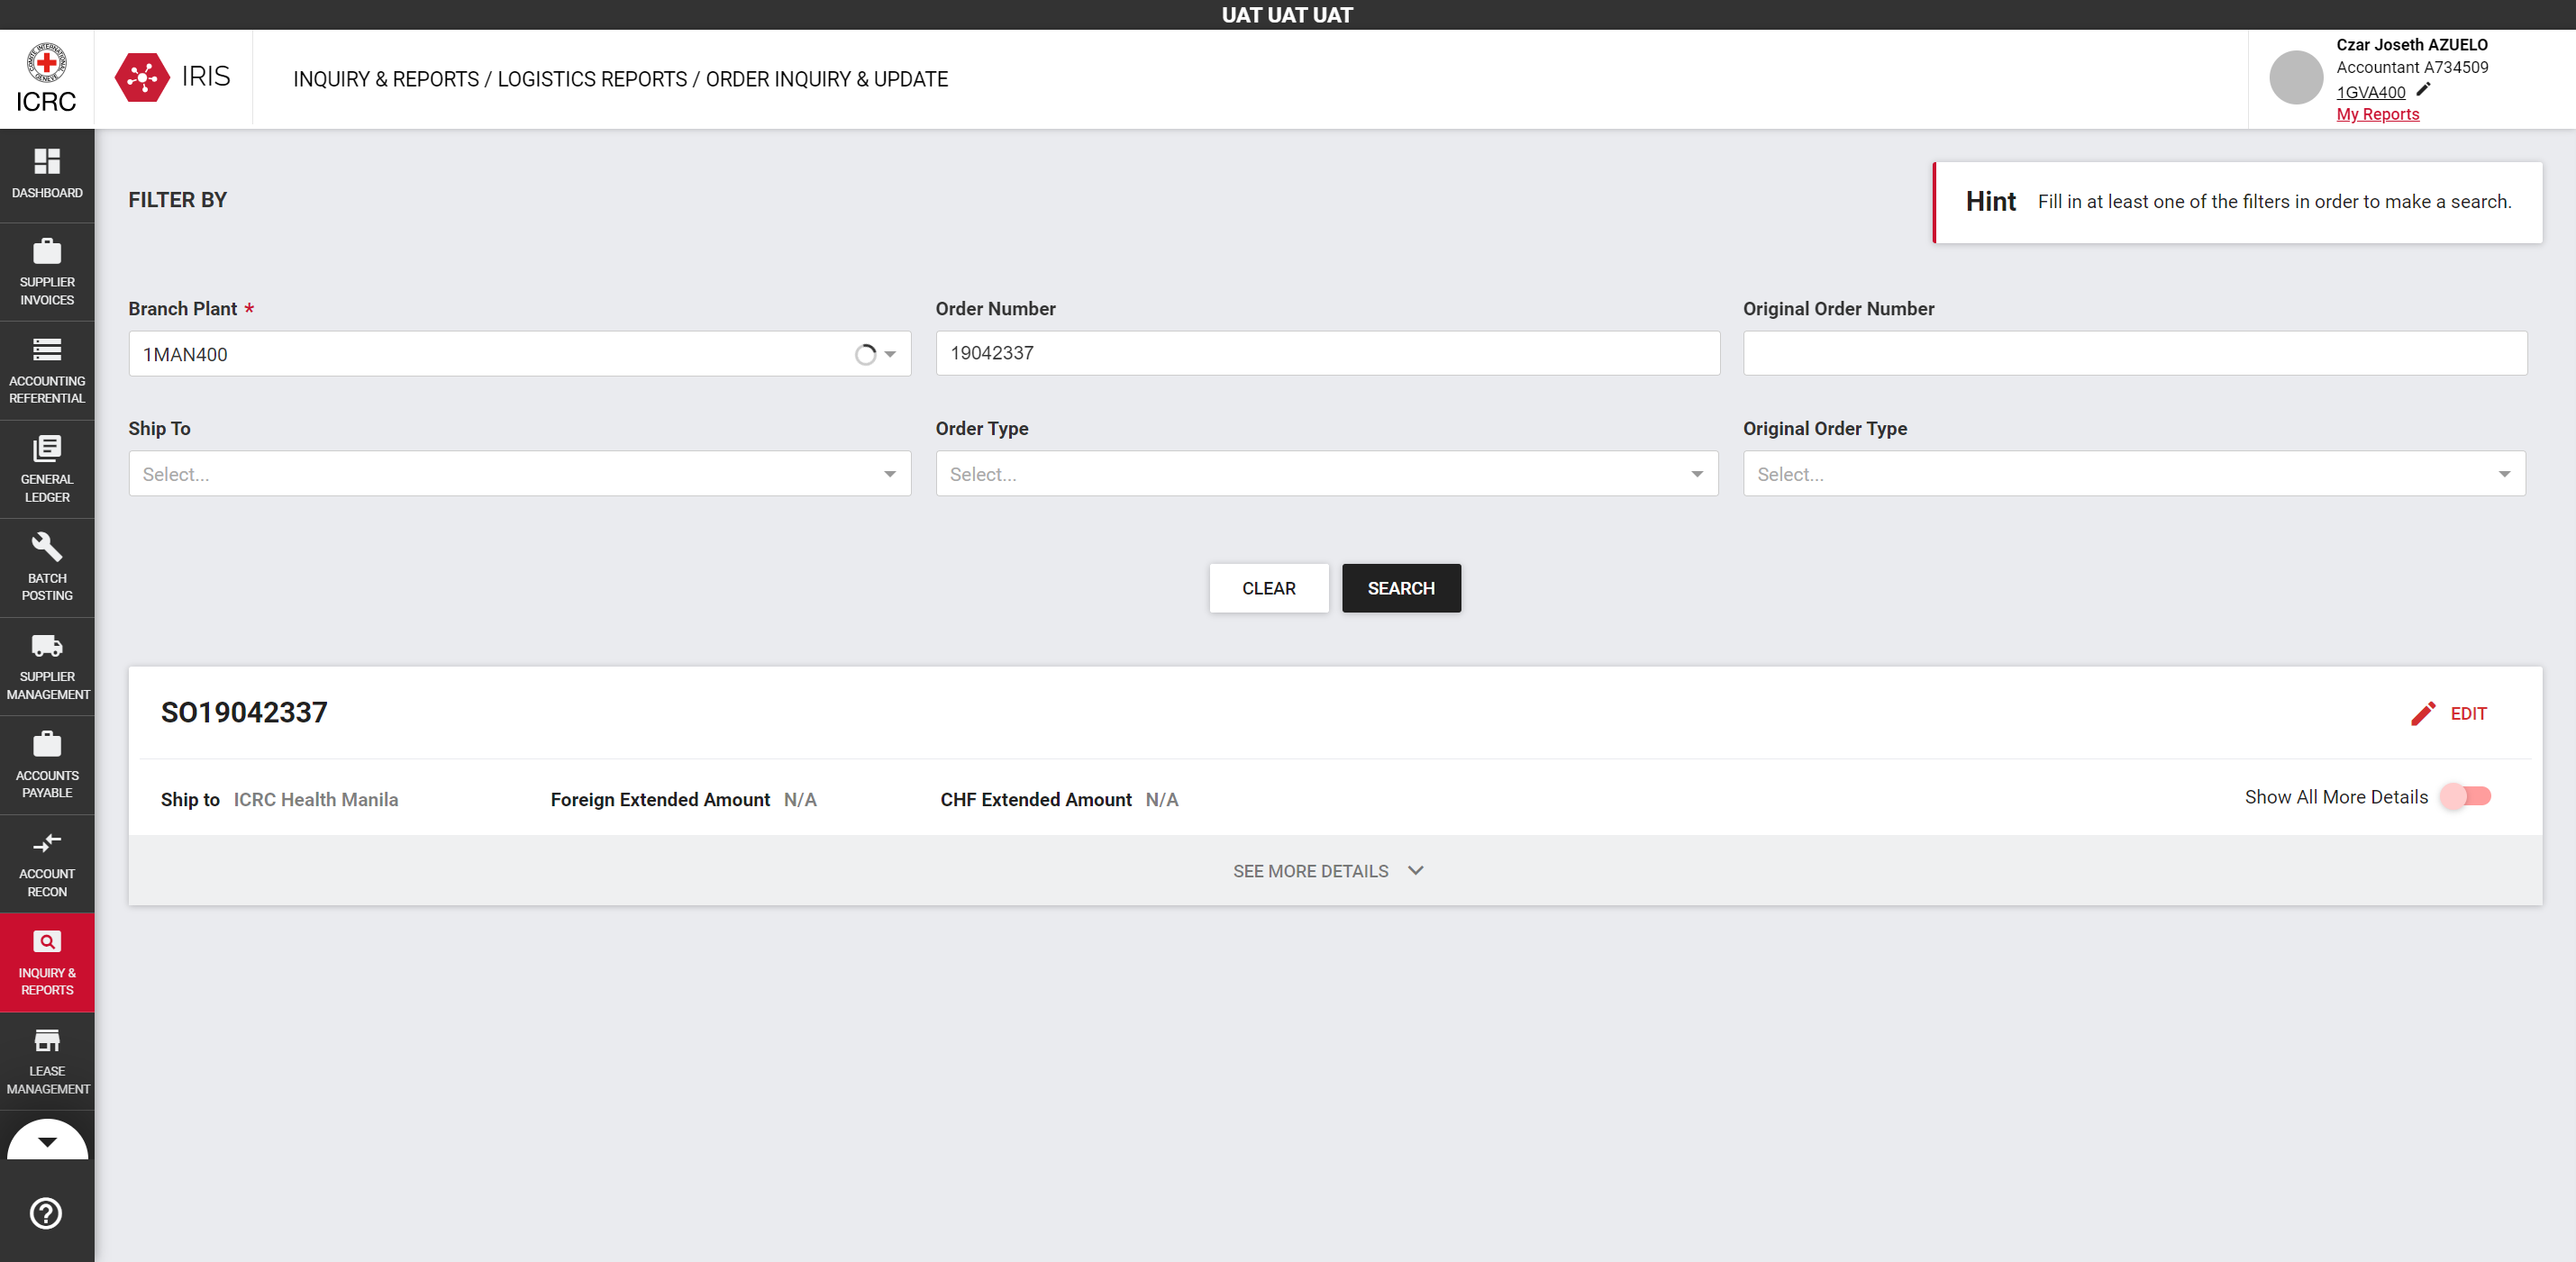 UAT UAT UAT
COMITE INTERNATIONAL GENEVE
ICRC
IRIS
INQUIRY & REPORTS / LOGISTICS REPORTS / ORDER INQUIRY & UPDATE
Czar Joseth AZUELO
Accountant A734509
1GVA400
My Reports
DASHBOARD
SUPPLIER
INVOICES
ACCOUNTING
REFERENTIAL
GENERAL
LEDGER
BATCH
POSTING
SUPPLIER
MANAGEMENT
ACCOUNTS
PAYABLE
ACCOUNT
RECON
INQUIRY &
REPORTS
LEASE
MANAGEMENT
FILTER BY
Hint Fill in at least one of the filters in order to make a search.
Branch Plant * Order Number Original Order Number
1MAN400 19042337
Ship To Order Type Original Order Type
Select... Select... Select...
CLEAR SEARCH
SO19042337 EDIT
Ship to ICRC Health Manila Foreign Extended Amount N/A CHF Extended Amount N/A Show All More Details
SEE MORE DETAILS